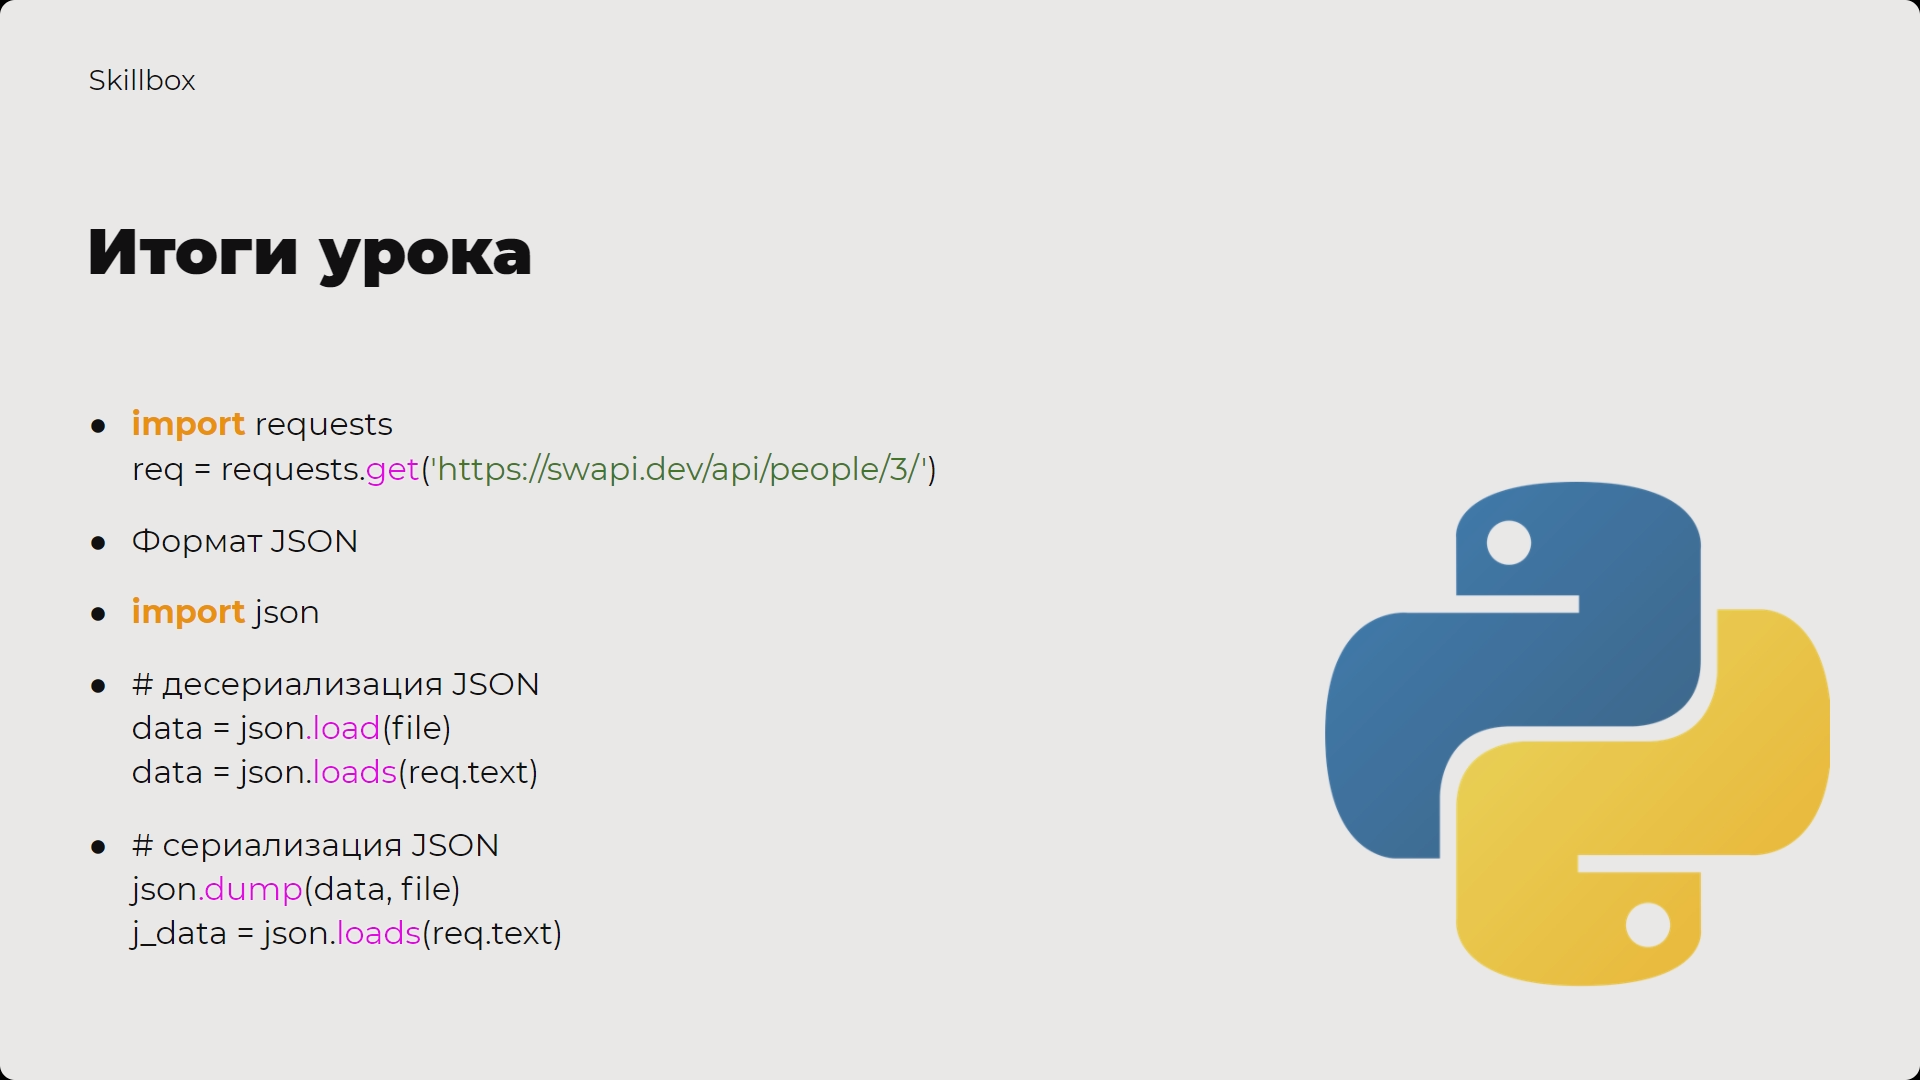 Skillbox
Итоги урока
● import requests
req = requests.get('https://swapi.dev/api/people/3/')
● Формат JSON
● import json
● # десериализация JSON
data = json.load(file)
data = json.loads(req.text)
● # сериализация JSON
json.dump(data, file)
j_data = json.loads(req.text)